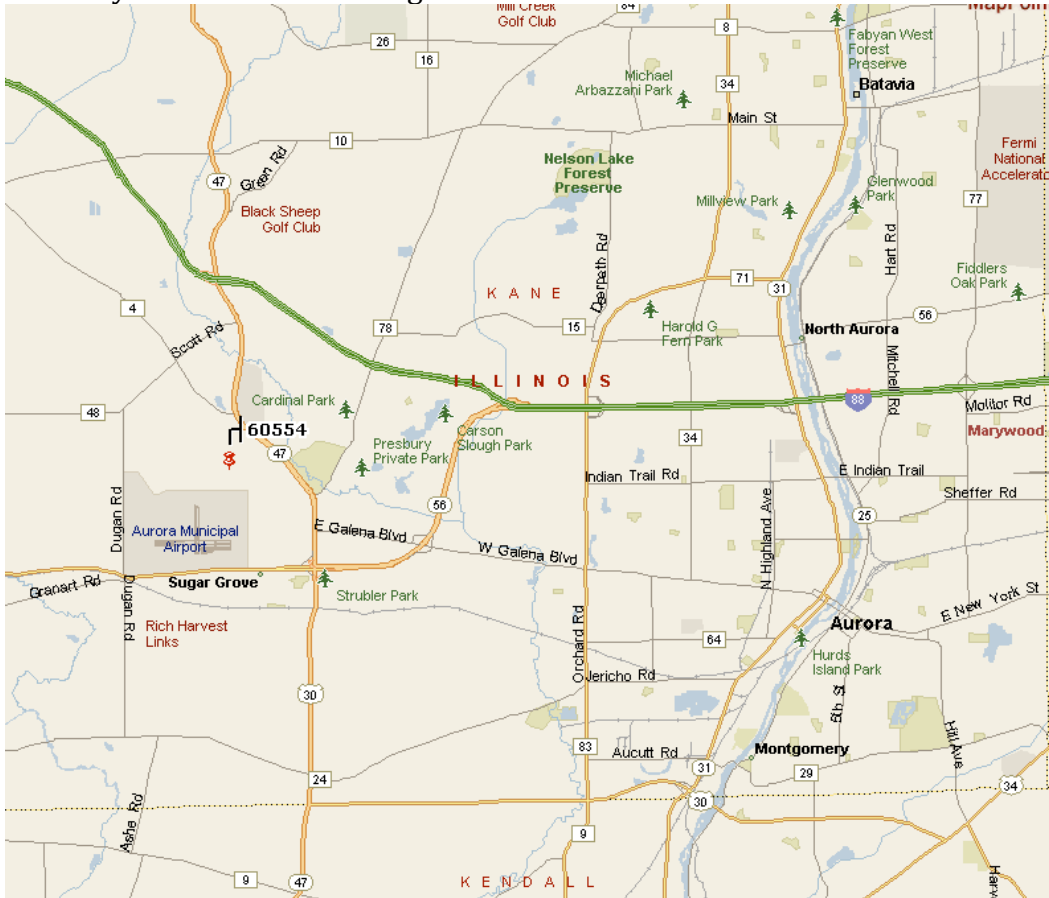 Mill Creek
Golf Club
84
MapPoin
26
16
8
34
Fabyan West
Forest
Preserve
Batavia
Michael
Arbazzani Park
Main St
10
Green Rd
47
Nelson Lake
Forest
Preserve
Fermi
National
Accelerato
Glenwood
Park
77
Black Sheep
Golf Club
Millview Park
Hart Rd
Deerpath Rd
KANE
71
31
Fiddlers
Oak Park
4
Scott Rd
78
15
Harold G
Fern Park
56
North Aurora
Mitchell Rd
ILLINOIS
88
48
Cardinal Park
Carson
Slough Park
Molitor Rd
60554
47
Presbury
Private Park
34
Marywood
Indian Trail Rd
E Indian Trail
Dugan Rd
56
N Highland Ave
Sheffer Rd
25
Aurora Municipal
Airport
E Galena Blvd
W Galena Blvd
Granart Rd
Sugar Grove
Strubler Park
Dugan Rd
Rich Harvest
Links
Orchard Rd
64
E New York St
Aurora
Hurds
Island Park
Jericho Rd
30
5th St
Hill Ave
83
Aucutt Rd
Montgomery
24
31
29
34
30
Ashe Rd
9
9
47
KENDALL
Harv